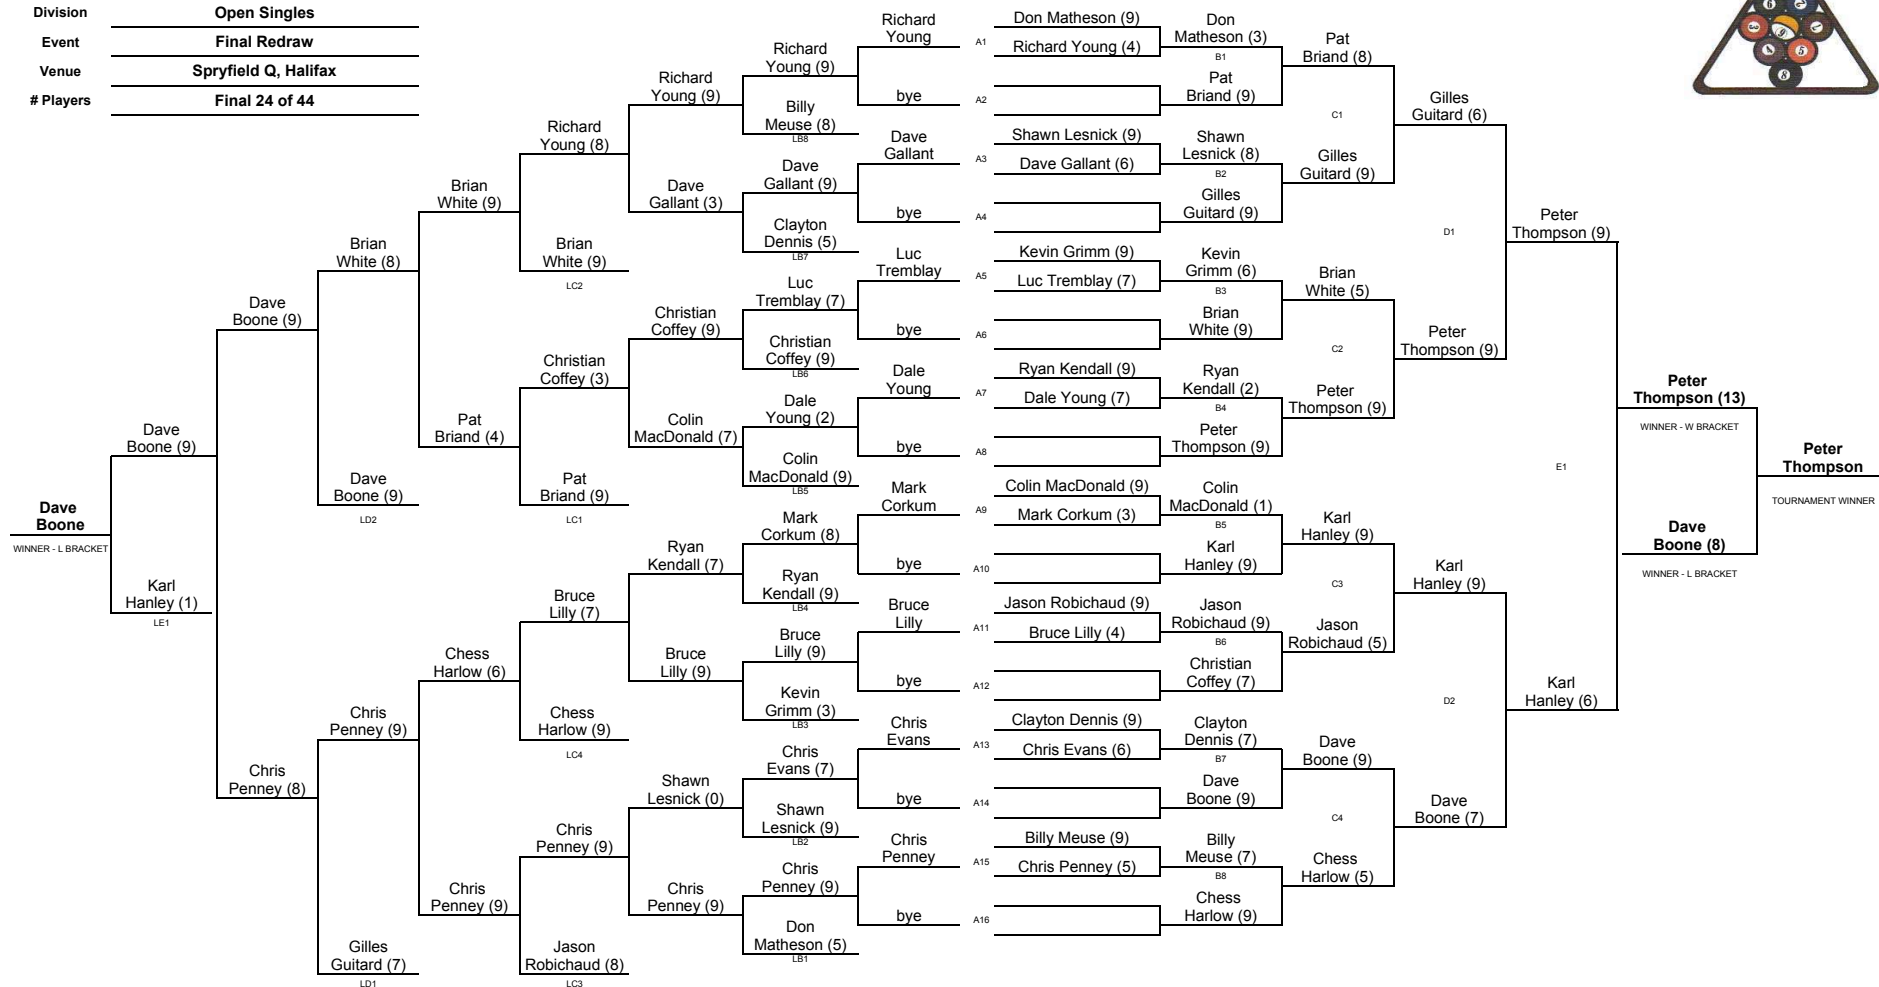 Division Open Singles
Event Final Redraw
Venue Spryfield Q, Halifax
# Players Final 24 of 44
Dave
Boone
WINNER - L BRACKET
Dave
Boone (9)
Karl
Hanley (1)
LE1
Dave
Boone (9)
Chris
Penney (8)
Brian
White (8)
Dave
Boone (9)
LD2
Chris
Penney (9)
Gilles
Guitard (7)
LD1
Brian
White (9)
Pat
Briand (4)
Chess
Harlow (6)
Chris
Penney (9)
Richard
Young (8)
Brian
White (9)
LC2
Christian
Coffey (3)
Pat
Briand (9)
LC1
Bruce
Lilly (7)
Chess
Harlow (9)
LC4
Chris
Penney (9)
Jason
Robichaud (8)
LC3
Richard
Young (9)
Dave
Gallant (3)
Christian
Coffey (9)
Colin
MacDonald (7)
Ryan
Kendall (7)
Bruce
Lilly (9)
Shawn
Lesnick (0)
Chris
Penney (9)
Richard
Young (9)
Billy
Meuse (8)
LB8
Dave
Gallant (9)
Clayton
Dennis (5)
LB7
Luc
Tremblay (7)
Christian
Coffey (9)
LB6
Dale
Young (2)
Colin
MacDonald (9)
LB5
Mark
Corkum (8)
Ryan
Kendall (9)
LB4
Bruce
Lilly (9)
Kevin
Grimm (3)
LB3
Chris
Evans (7)
Shawn
Lesnick (9)
LB2
Chris
Penney (9)
Don
Matheson (5)
LB1
Richard
Young
bye
Dave
Gallant
bye
Luc
Tremblay
bye
Dale
Young
bye
Mark
Corkum
bye
Bruce
Lilly
bye
Chris
Evans
bye
Chris
Penney
bye
A1
A2
A3
A4
A5
A6
A7
A8
A9
A10
A11
A12
A13
A14
A15
A16
Don Matheson (9)
Richard Young (4)
Shawn Lesnick (9)
Dave Gallant (6)
Kevin Grimm (9)
Luc Tremblay (7)
Ryan Kendall (9)
Dale Young (7)
Colin MacDonald (9)
Mark Corkum (3)
Jason Robichaud (9)
Bruce Lilly (4)
Clayton Dennis (9)
Chris Evans (6)
Billy Meuse (9)
Chris Penney (5)
Don
Matheson (3)
B1
Pat
Briand (9)
Shawn
Lesnick (8)
B2
Gilles
Guitard (9)
Kevin
Grimm (6)
B3
Brian
White (9)
Ryan
Kendall (2)
B4
Peter
Thompson (9)
Colin
MacDonald (1)
B5
Karl
Hanley (9)
Jason
Robichaud (9)
B6
Christian
Coffey (7)
Clayton
Dennis (7)
B7
Dave
Boone (9)
Billy
Meuse (7)
B8
Chess
Harlow (9)
Pat
Briand (8)
C1
Gilles
Guitard (9)
Brian
White (5)
C2
Peter
Thompson (9)
Karl
Hanley (9)
C3
Jason
Robichaud (5)
Dave
Boone (9)
C4
Chess
Harlow (5)
Gilles
Guitard (6)
D1
Peter
Thompson (9)
Karl
Hanley (9)
D2
Dave
Boone (7)
Peter
Thompson (9)
E1
Karl
Hanley (6)
Peter
Thompson (13)
WINNER - W BRACKET
Dave
Boone (8)
WINNER - L BRACKET
Peter
Thompson
TOURNAMENT WINNER